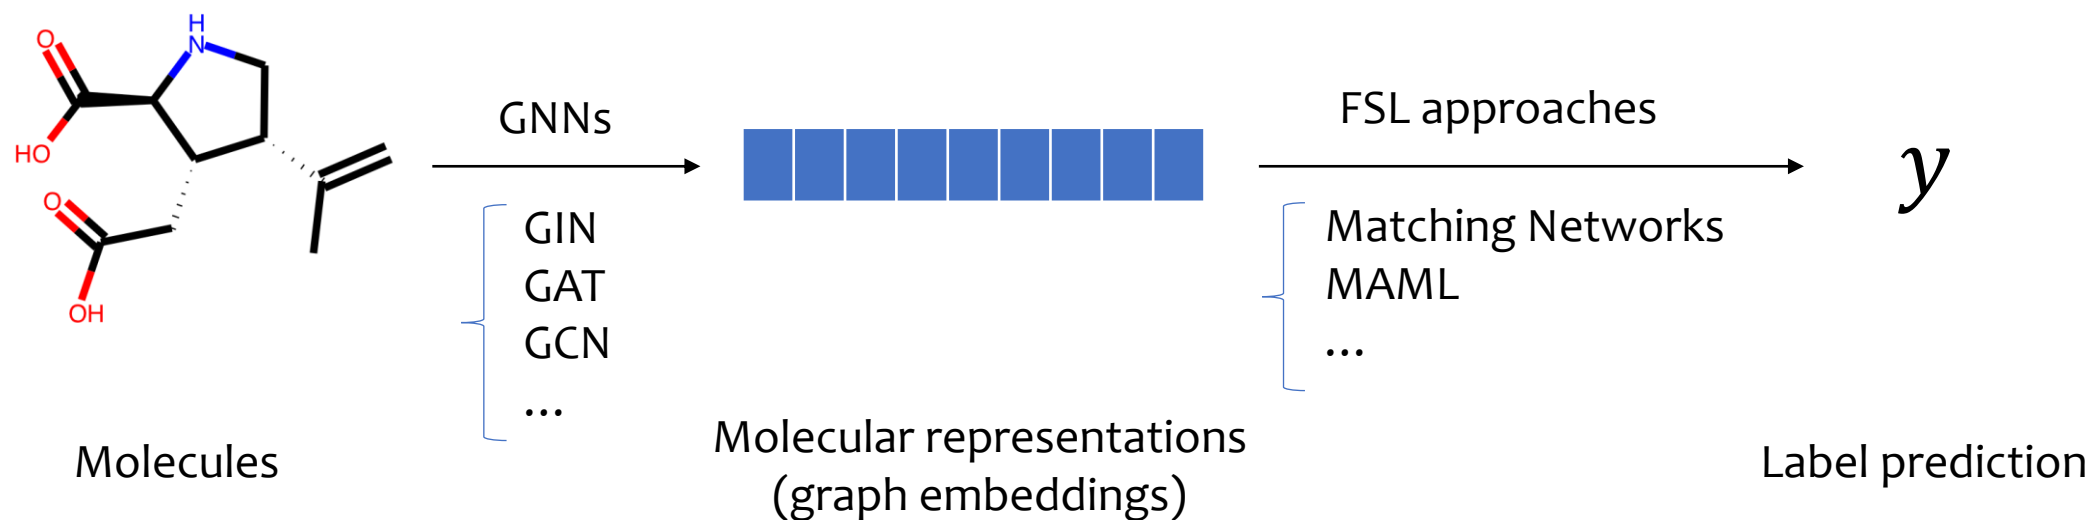 H
N
O
HO
O
OH
Molecules
GNNs
GIN
GAT
GCN
...
Molecular representations
(graph embeddings)
FSL approaches
Matching Networks
MAML
...
y
Label prediction